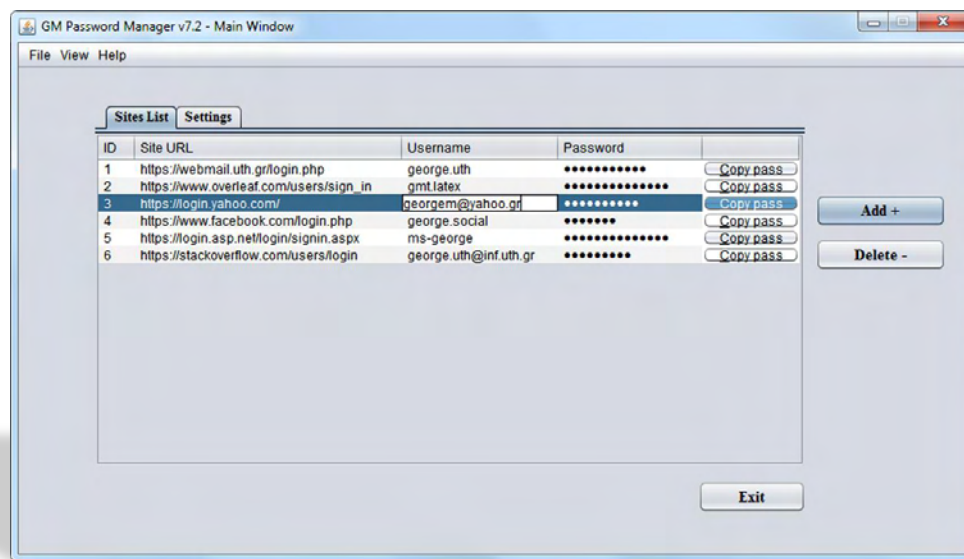 GM Password Manager v7.2 - Main Window
File View Help
Sites List Settings
ID Site URL Username Password
1 https://webmail.uth.gr/login.php george.uth ●●●●●●●●●●● Copy pass
2 https://www.overleaf.com/users/sign_in gmt.latex ●●●●●●●●●●●●●● Copy pass
3 https://login.yahoo.com/ georgem@yahoo.gr ●●●●●●●●●● Copy pass
4 https://www.facebook.com/login.php george.social ●●●●●●● Copy pass
5 https://login.asp.net/login/signin.aspx ms-george ●●●●●●●●●●●●●● Copy pass
6 https://stackoverflow.com/users/login george.uth@inf.uth.gr ●●●●●●●●● Copy pass
Add +
Delete -
Exit